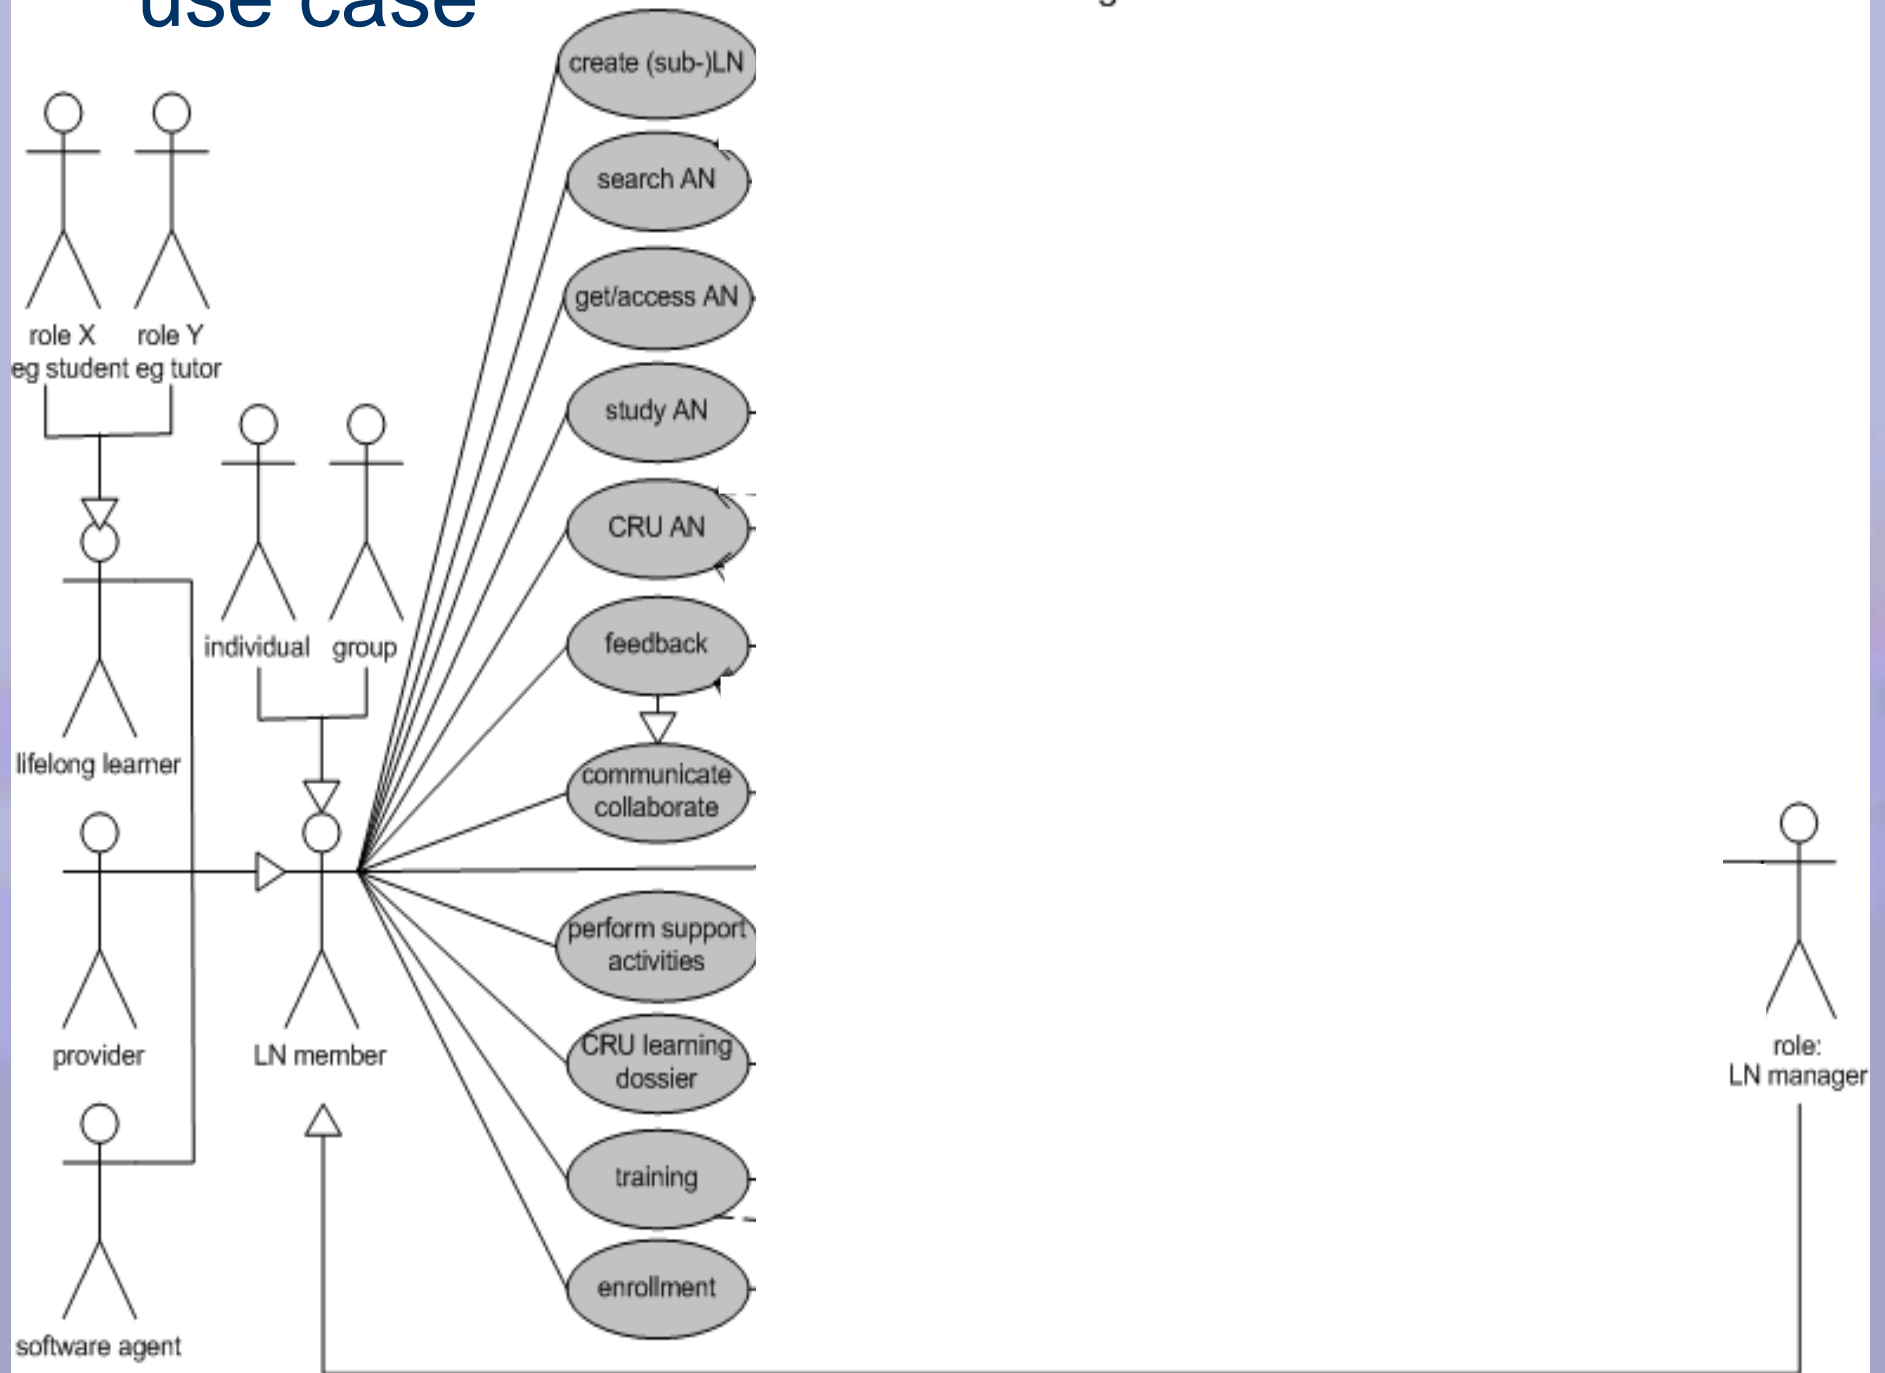 use case
create (sub-)LN
search AN
get/access AN
role X role Y
eg student eg tutor
study AN
CRU AN
individual group
feedback
lifelong learner
communicate
collaborate
perform support
activities
provider
LN member
CRU learning
dossier
role:
LN manager
training
enrollment
software agent